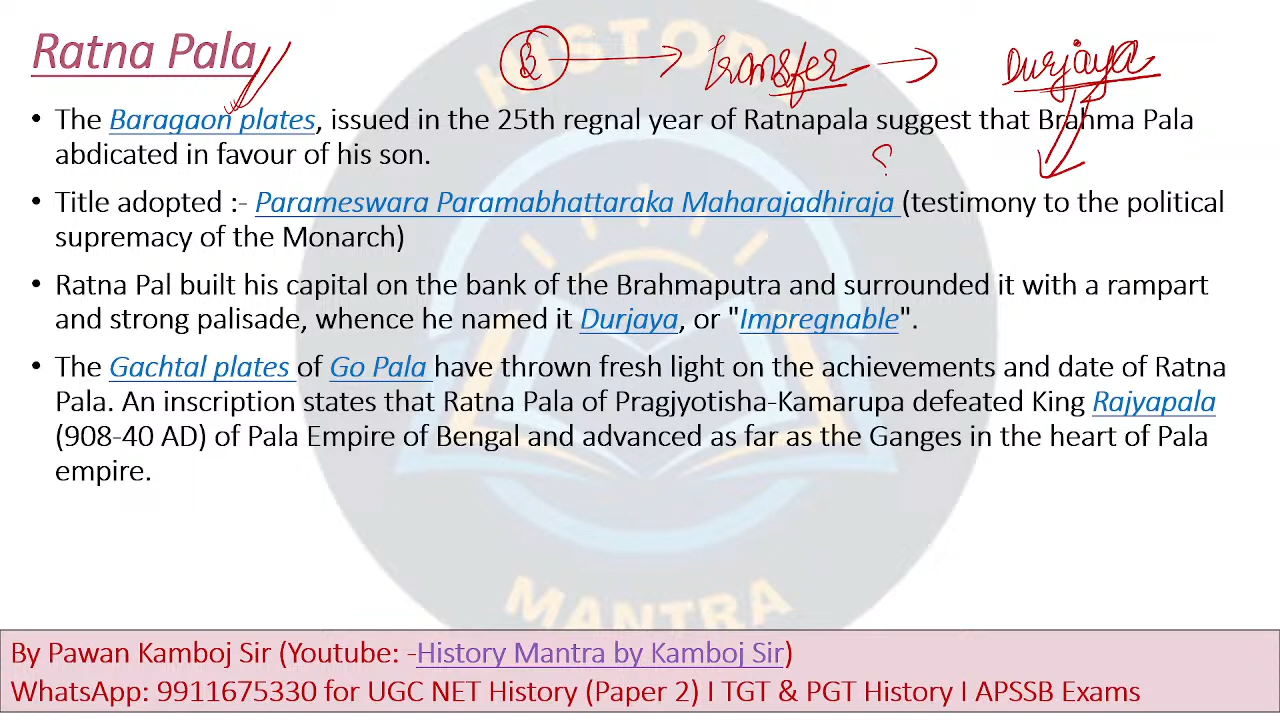 Ratna Pala
B → Transfer → Durjaya
• The Baragaon plates, issued in the 25th regnal year of Ratnapala suggest that Brahma Pala
abdicated in favour of his son.
• Title adopted :- Parameswara Paramabhattaraka Maharajadhiraja (testimony to the political
supremacy of the Monarch)
• Ratna Pal built his capital on the bank of the Brahmaputra and surrounded it with a rampart
and strong palisade, whence he named it Durjaya, or "Impregnable".
• The Gachtal plates of Go Pala have thrown fresh light on the achievements and date of Ratna
Pala. An inscription states that Ratna Pala of Pragjyotisha-Kamarupa defeated King Rajyapala
(908-40 AD) of Pala Empire of Bengal and advanced as far as the Ganges in the heart of Pala
empire.
HISTORY
MANTRA
By Pawan Kamboj Sir (Youtube: -History Mantra by Kamboj Sir)
WhatsApp: 9911675330 for UGC NET History (Paper 2) I TGT & PGT History I APSSB Exams